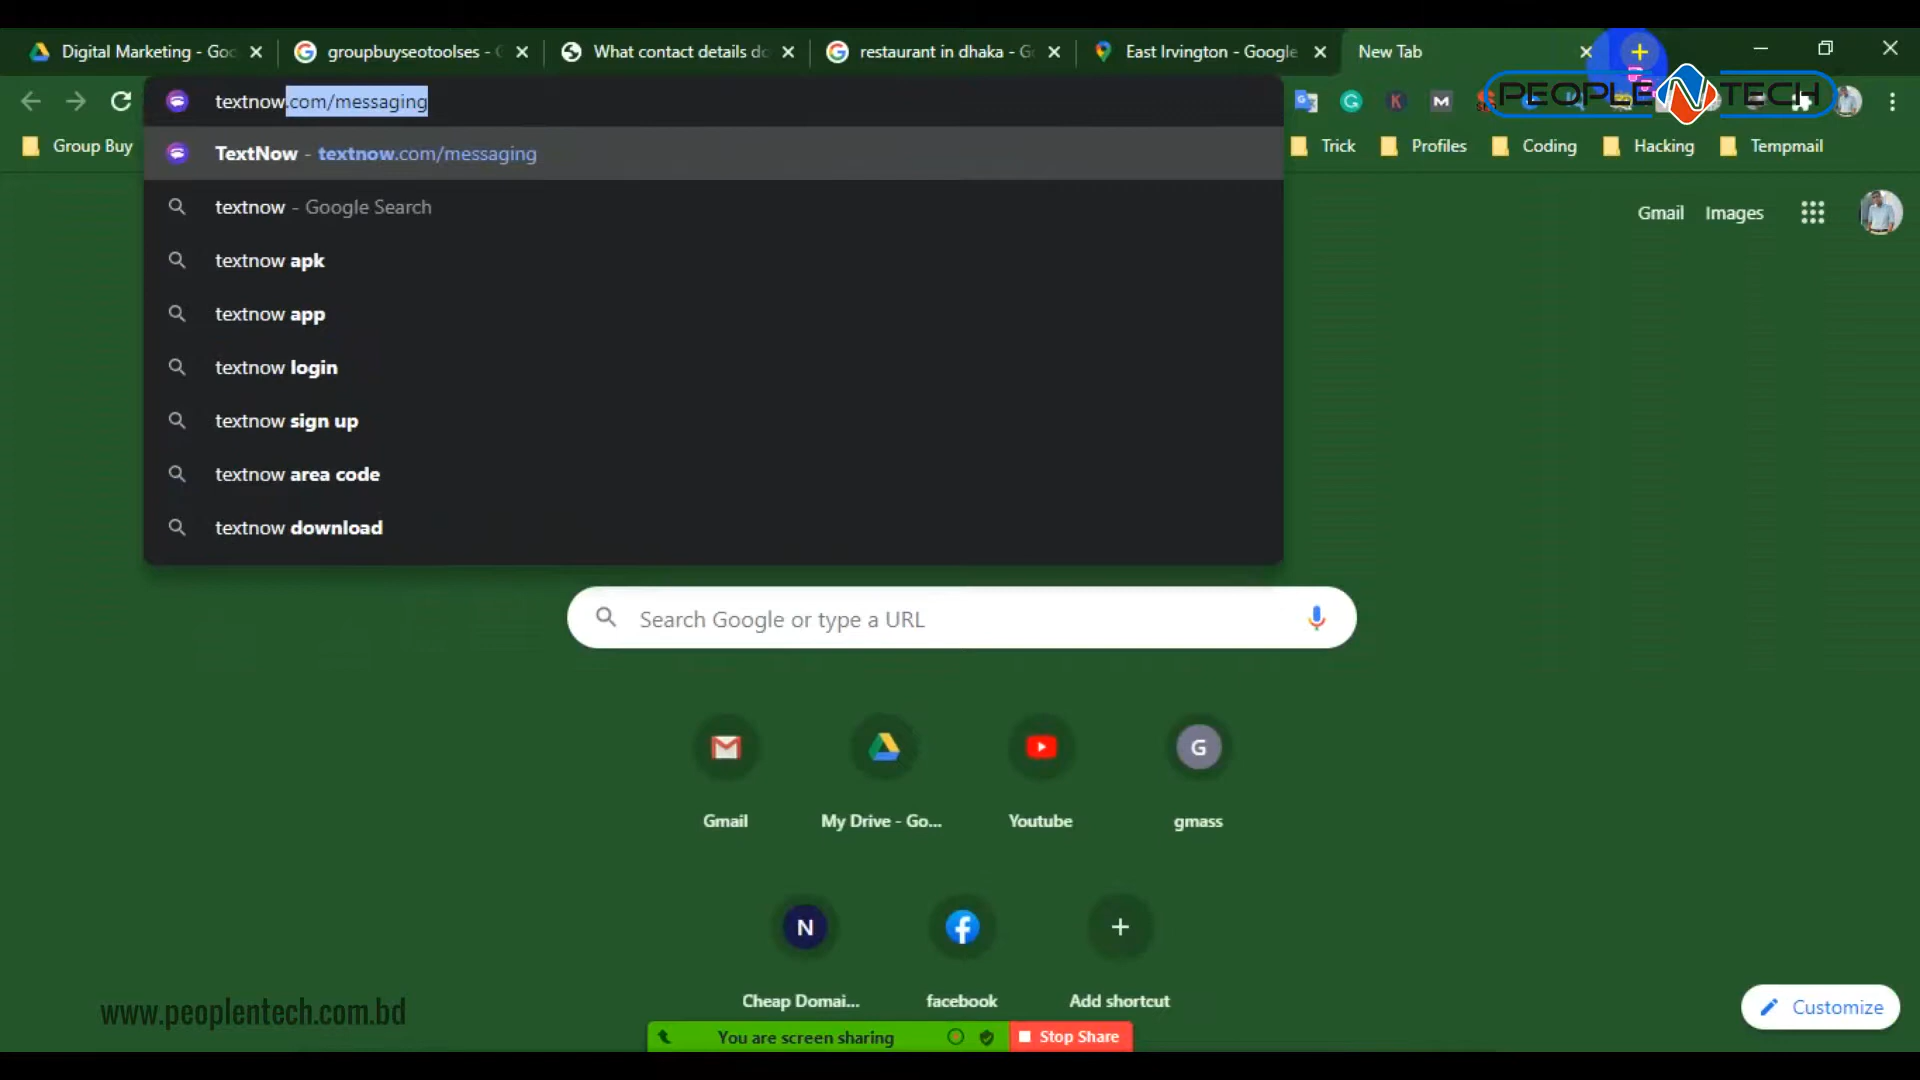 Digital Marketing - Goo
groupbuyseotoolses - G
What contact details do
restaurant in dhaka - Go
East Irvington - Google
New Tab
textnow.com/messaging
PEOPLE N TECH
Group Buy
Trick
Profiles
Coding
Hacking
Tempmail
TextNow - textnow.com/messaging
textnow - Google Search
textnow apk
textnow app
textnow login
textnow sign up
textnow area code
textnow download
Gmail
Images
Search Google or type a URL
G
Gmail
My Drive - Go...
Youtube
gmass
N
Cheap Domai...
facebook
Add shortcut
www.peoplentech.com.bd
Customize
You are screen sharing
Stop Share